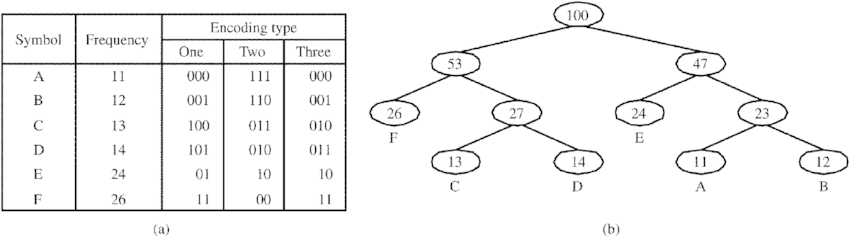 Symbol Frequency Encoding type
One Two Three
A 11 000 111 000
B 12 001 110 001
C 13 100 011 010
D 14 101 010 011
E 24 01 10 10
F 26 11 00 11
(a)
100
53 47
26 27 24 23
F E
13 14 11 12
C D A B
(b)